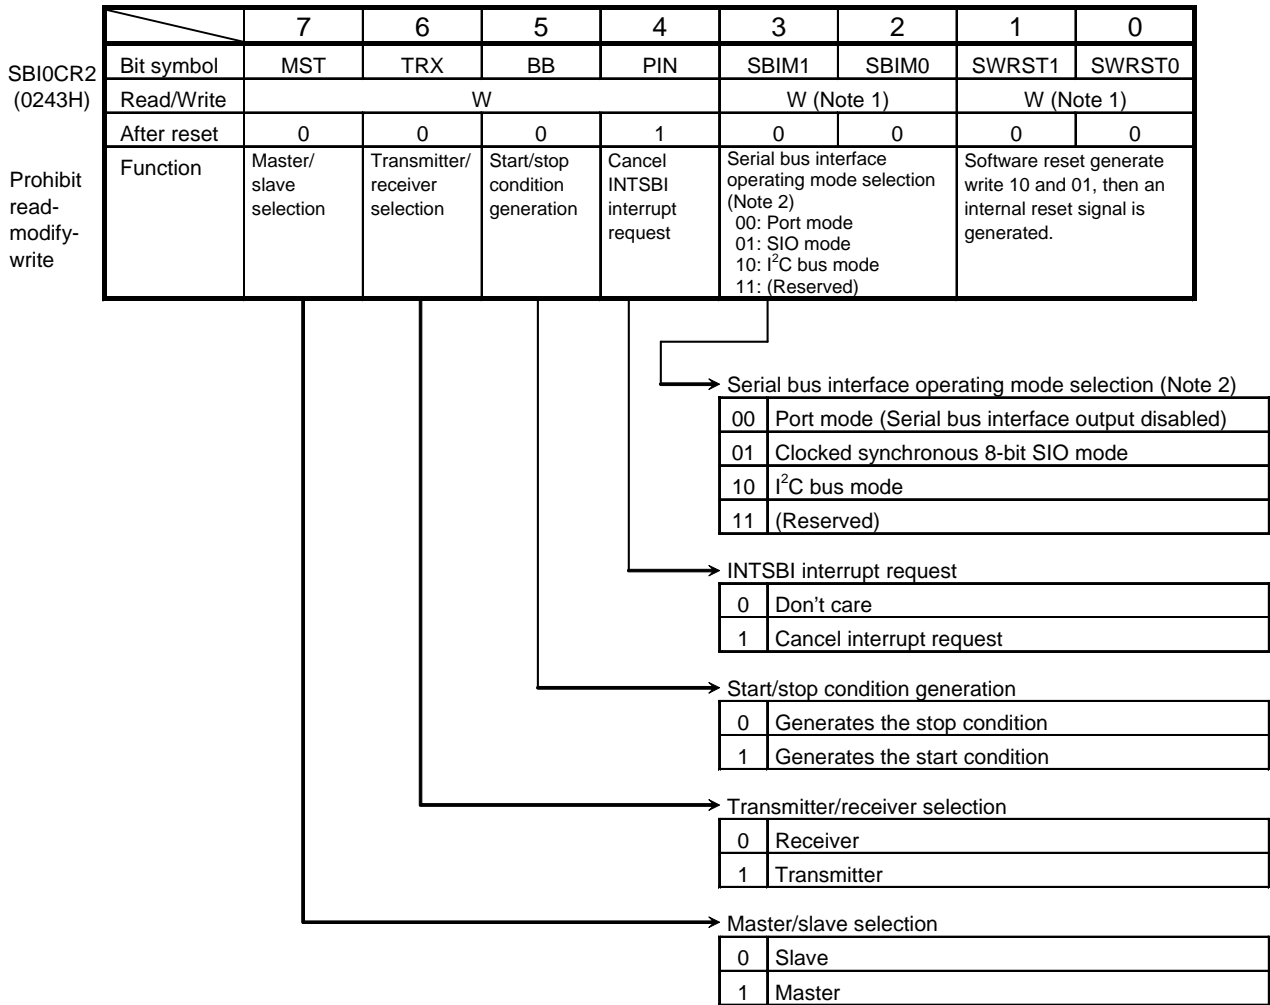 7 6 5 4 3 2 1 0
SBI0CR2
(0243H)
Bit symbol MST TRX BB PIN SBIM1 SBIM0 SWRST1 SWRST0
Read/Write W W (Note 1) W (Note 1)
After reset 0 0 0 1 0 0 0 0
Prohibit
read-
modify-
write
Function
Master/
slave
selection
Transmitter/
receiver
selection
Start/stop
condition
generation
Cancel
INTSBI
interrupt
request
Serial bus interface
operating mode selection
(Note 2)
00: Port mode
01: SIO mode
10: I²C bus mode
11: (Reserved)
Software reset generate
write 10 and 01, then an
internal reset signal is
generated.
Serial bus interface operating mode selection (Note 2)
00 Port mode (Serial bus interface output disabled)
01 Clocked synchronous 8-bit SIO mode
10 I²C bus mode
11 (Reserved)
INTSBI interrupt request
0 Don't care
1 Cancel interrupt request
Start/stop condition generation
0 Generates the stop condition
1 Generates the start condition
Transmitter/receiver selection
0 Receiver
1 Transmitter
Master/slave selection
0 Slave
1 Master